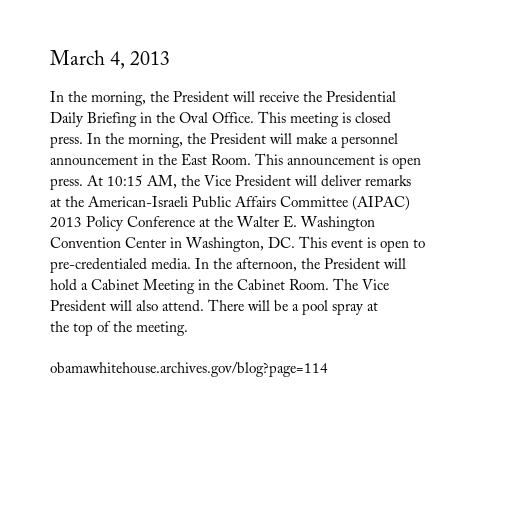 March 4, 2013
In the morning, the President will receive the Presidential
Daily Briefing in the Oval Office. This meeting is closed
press. In the morning, the President will make a personnel
announcement in the East Room. This announcement is open
press. At 10:15 AM, the Vice President will deliver remarks
at the American-Israeli Public Affairs Committee (AIPAC)
2013 Policy Conference at the Walter E. Washington
Convention Center in Washington, DC. This event is open to
pre-credentialed media. In the afternoon, the President will
hold a Cabinet Meeting in the Cabinet Room. The Vice
President will also attend. There will be a pool spray at
the top of the meeting.
obamawhitehouse.archives.gov/blog?page=114